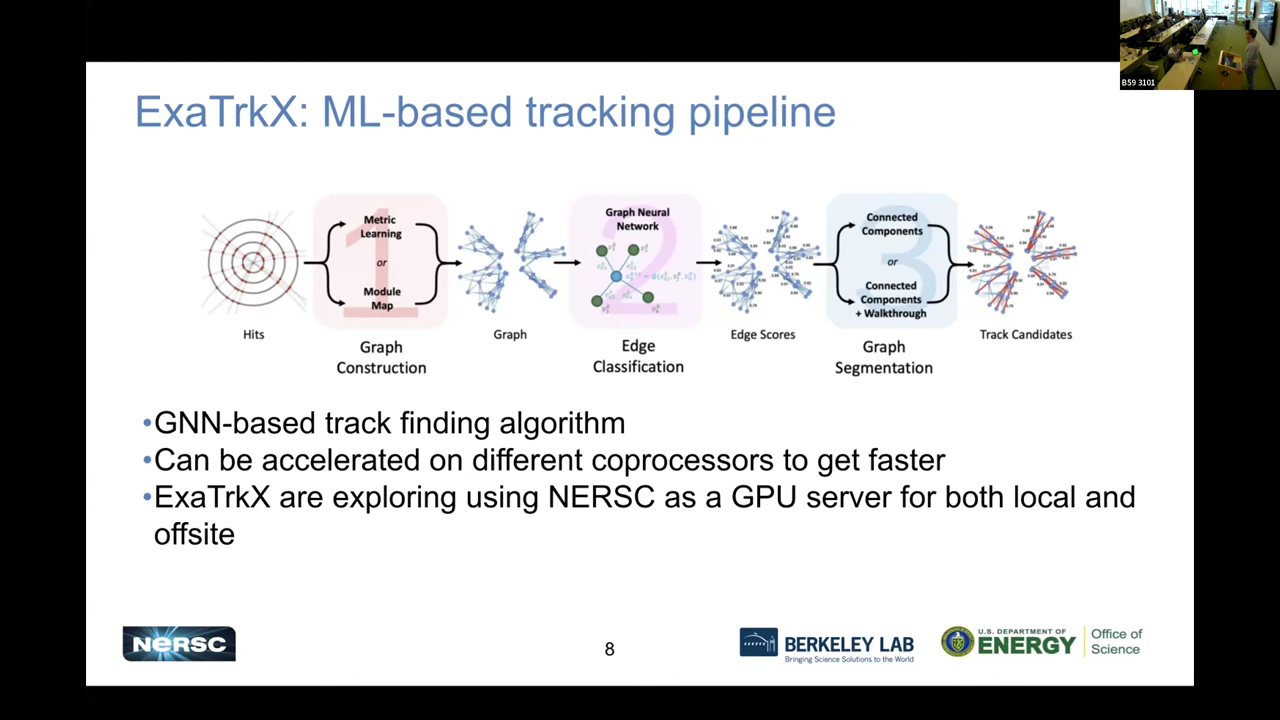 B59 3101
ExaTrkX: ML-based tracking pipeline
Metric
Learning
or
Module
Map
1
Graph Neural
Network
2
Connected
Components
or
Connected
Components
+ Walkthrough
3
Hits
Graph
Construction
Graph
Edge
Classification
Edge Scores
Graph
Segmentation
Track Candidates
•GNN-based track finding algorithm
•Can be accelerated on different coprocessors to get faster
•ExaTrkX are exploring using NERSC as a GPU server for both local and
offsite
NERSC
8
BERKELEY LAB
Bringing Science Solutions to the World
U.S. DEPARTMENT OF
ENERGY
Office of
Science